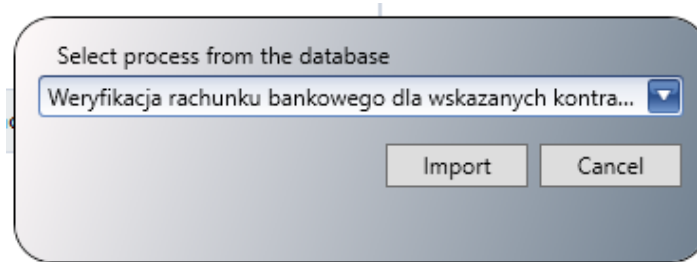 Select process from the database
Weryfikacja rachunku bankowego dla wskazanych kontra...
Import Cancel